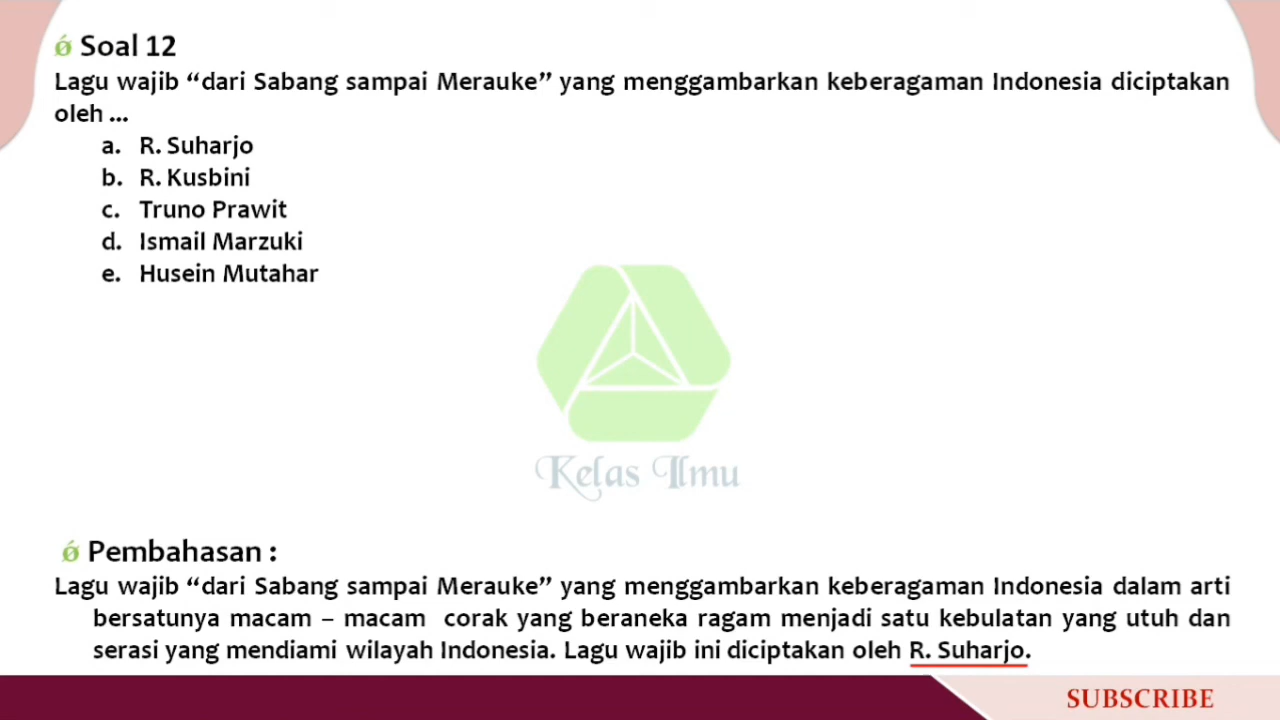 ǿ Soal 12
Lagu wajib “dari Sabang sampai Merauke” yang menggambarkan keberagaman Indonesia diciptakan
oleh ...
a. R. Suharjo
b. R. Kusbini
c. Truno Prawit
d. Ismail Marzuki
e. Husein Mutahar
Kelas Ilmu
ǿ Pembahasan :
Lagu wajib “dari Sabang sampai Merauke” yang menggambarkan keberagaman Indonesia dalam arti
bersatunya macam – macam corak yang beraneka ragam menjadi satu kebulatan yang utuh dan
serasi yang mendiami wilayah Indonesia. Lagu wajib ini diciptakan oleh R. Suharjo.
SUBSCRIBE